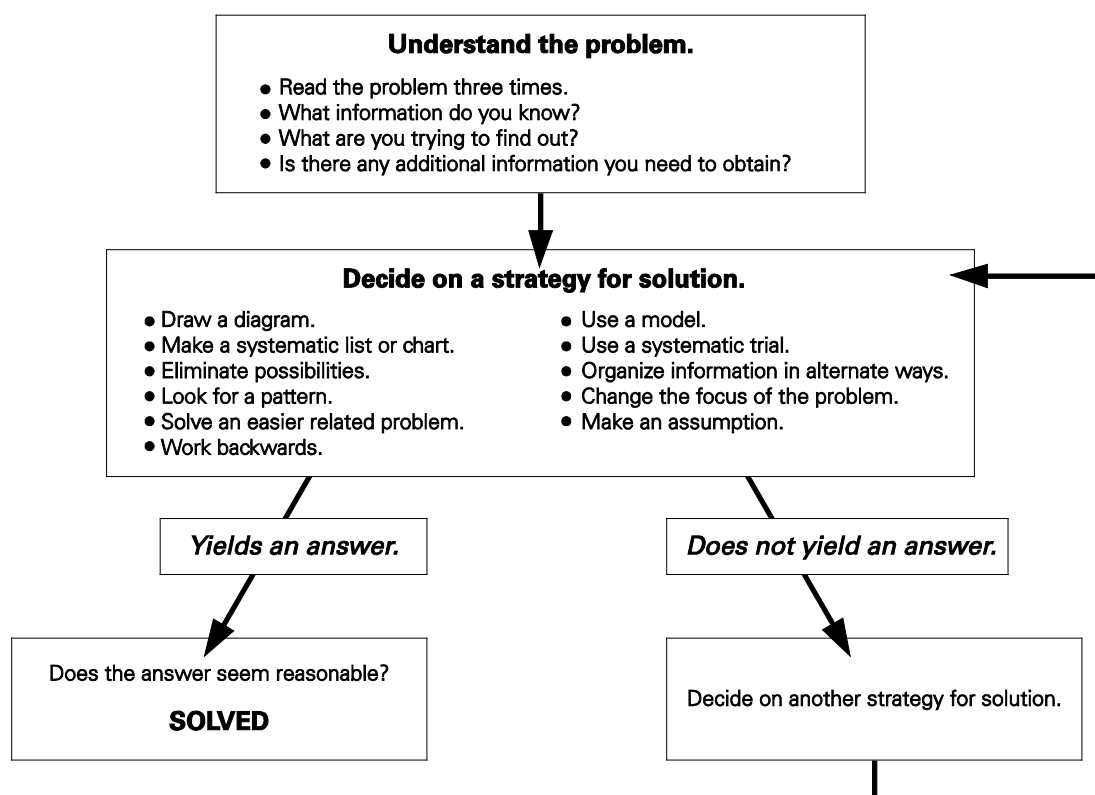 Understand the problem.
● Read the problem three times.
● What information do you know?
● What are you trying to find out?
● Is there any additional information you need to obtain?
Decide on a strategy for solution.
● Draw a diagram.
● Make a systematic list or chart.
● Eliminate possibilities.
● Look for a pattern.
● Solve an easier related problem.
● Work backwards.
● Use a model.
● Use a systematic trial.
● Organize information in alternate ways.
● Change the focus of the problem.
● Make an assumption.
Yields an answer.
Does not yield an answer.
Does the answer seem reasonable?
SOLVED
Decide on another strategy for solution.